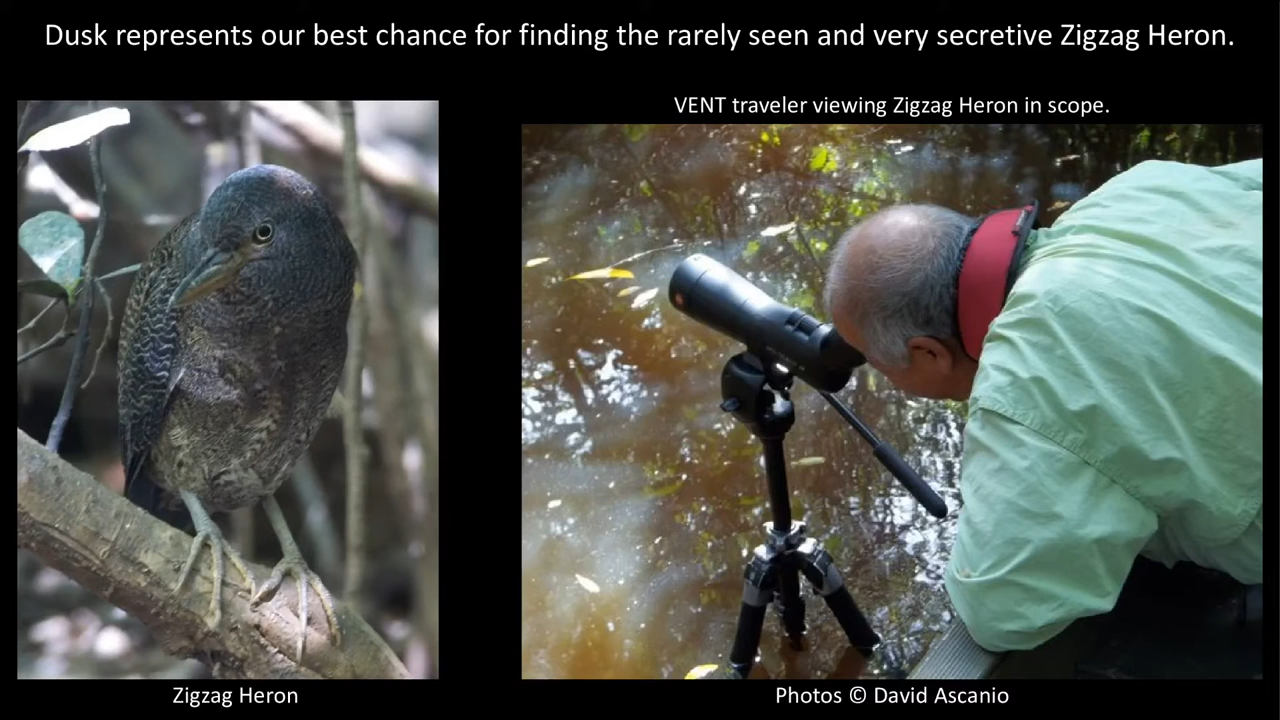 Dusk represents our best chance for finding the rarely seen and very secretive Zigzag Heron.
VENT traveler viewing Zigzag Heron in scope.
Zigzag Heron
Photos © David Ascanio